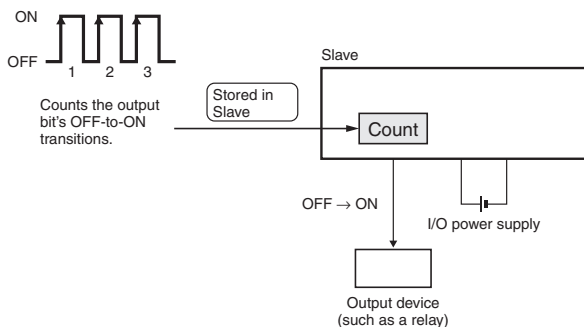 ON
OFF
1 2 3
Counts the output
bit's OFF-to-ON
transitions.
Stored in
Slave
Slave
Count
OFF → ON
I/O power supply
Output device
(such as a relay)